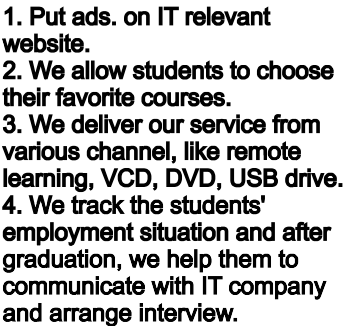 1. Put ads. on IT relevant
website.
2. We allow students to choose
their favorite courses.
3. We deliver our service from
various channel, like remote
learning, VCD, DVD, USB drive.
4. We track the students'
employment situation and after
graduation, we help them to
communicate with IT company
and arrange interview.